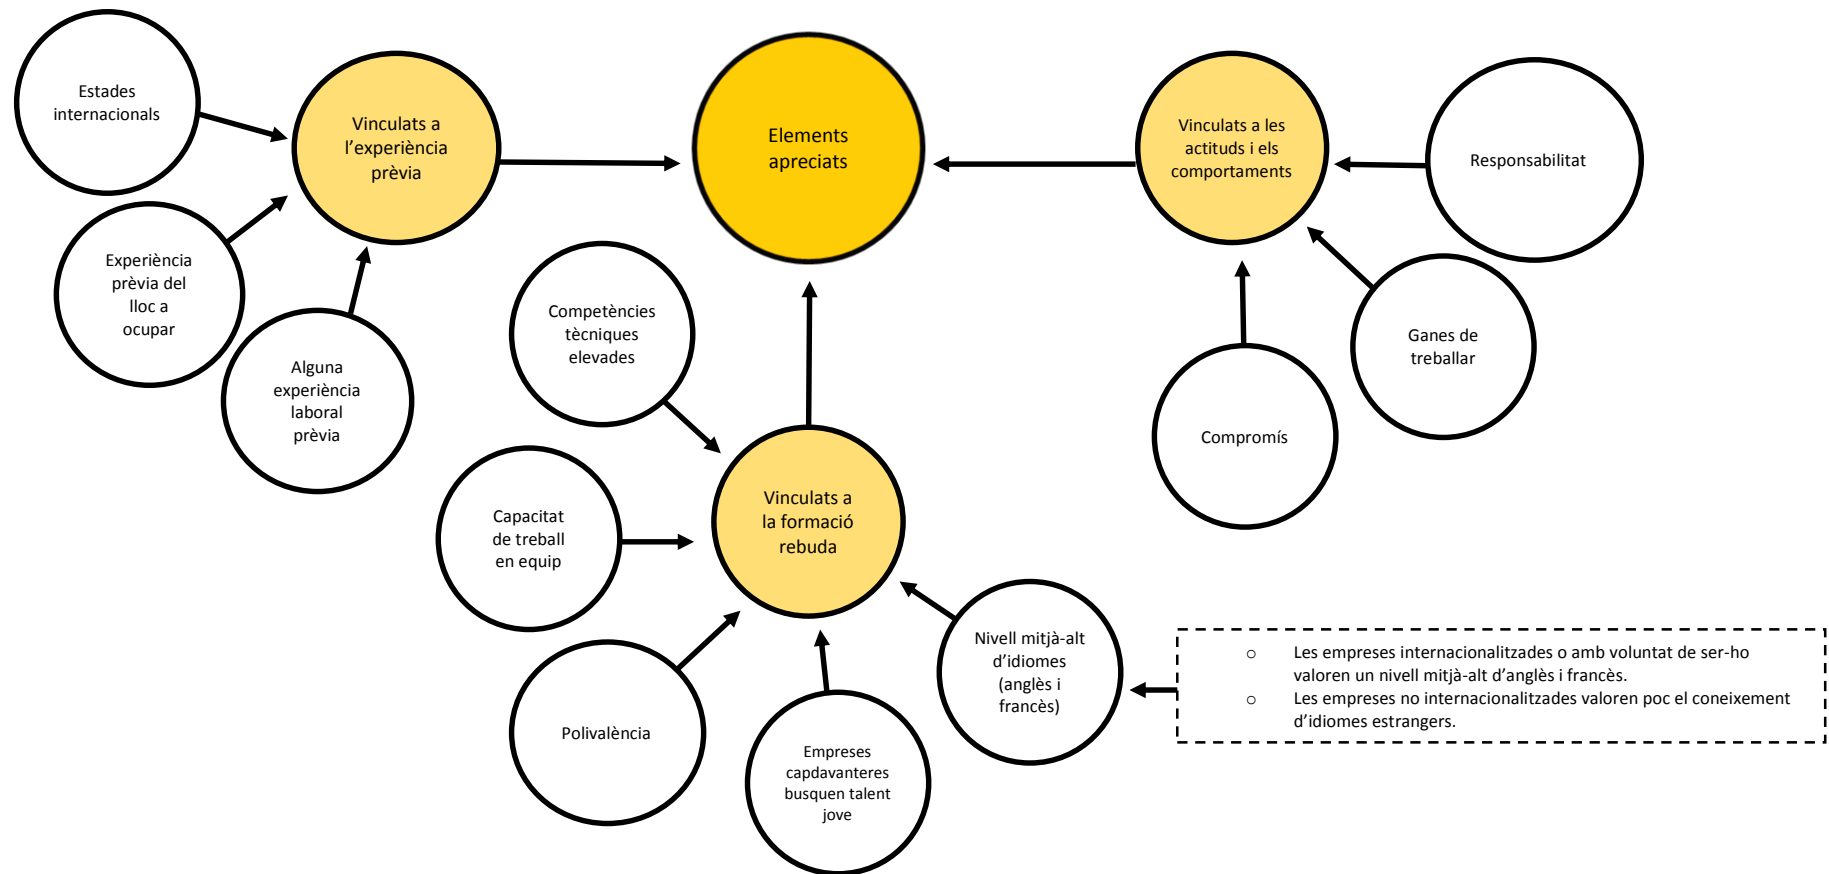 Estades
internacionals
Vinculats a
l’experiència
prèvia
Elements
apreciats
Vinculats a les
actituds i els
comportaments
Responsabilitat
Experiència
prèvia del
lloc a
ocupar
Alguna
experiència
laboral
prèvia
Competències
tècniques
elevades
Ganes de
treballar
Compromís
Capacitat
de treball
en equip
Vinculats a
la formació
rebuda
Polivalència
Empreses
capdavanteres
busquen talent
jove
Nivell mitjà-alt
d’idiomes
(anglès i
francès)
o Les empreses internacionalitzades o amb voluntat de ser-ho
valoren un nivell mitjà-alt d’anglès i francès.
o Les empreses no internacionalitzades valoren poc el coneixement
d’idiomes estrangers.